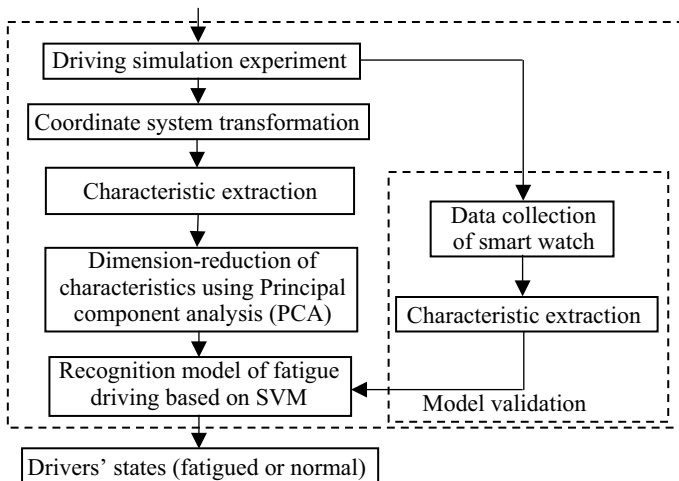 Driving simulation experiment
Coordinate system transformation
Characteristic extraction
Dimension-reduction of
characteristics using Principal
component analysis (PCA)
Recognition model of fatigue
driving based on SVM
Data collection
of smart watch
Characteristic extraction
Model validation
Drivers’ states (fatigued or normal)